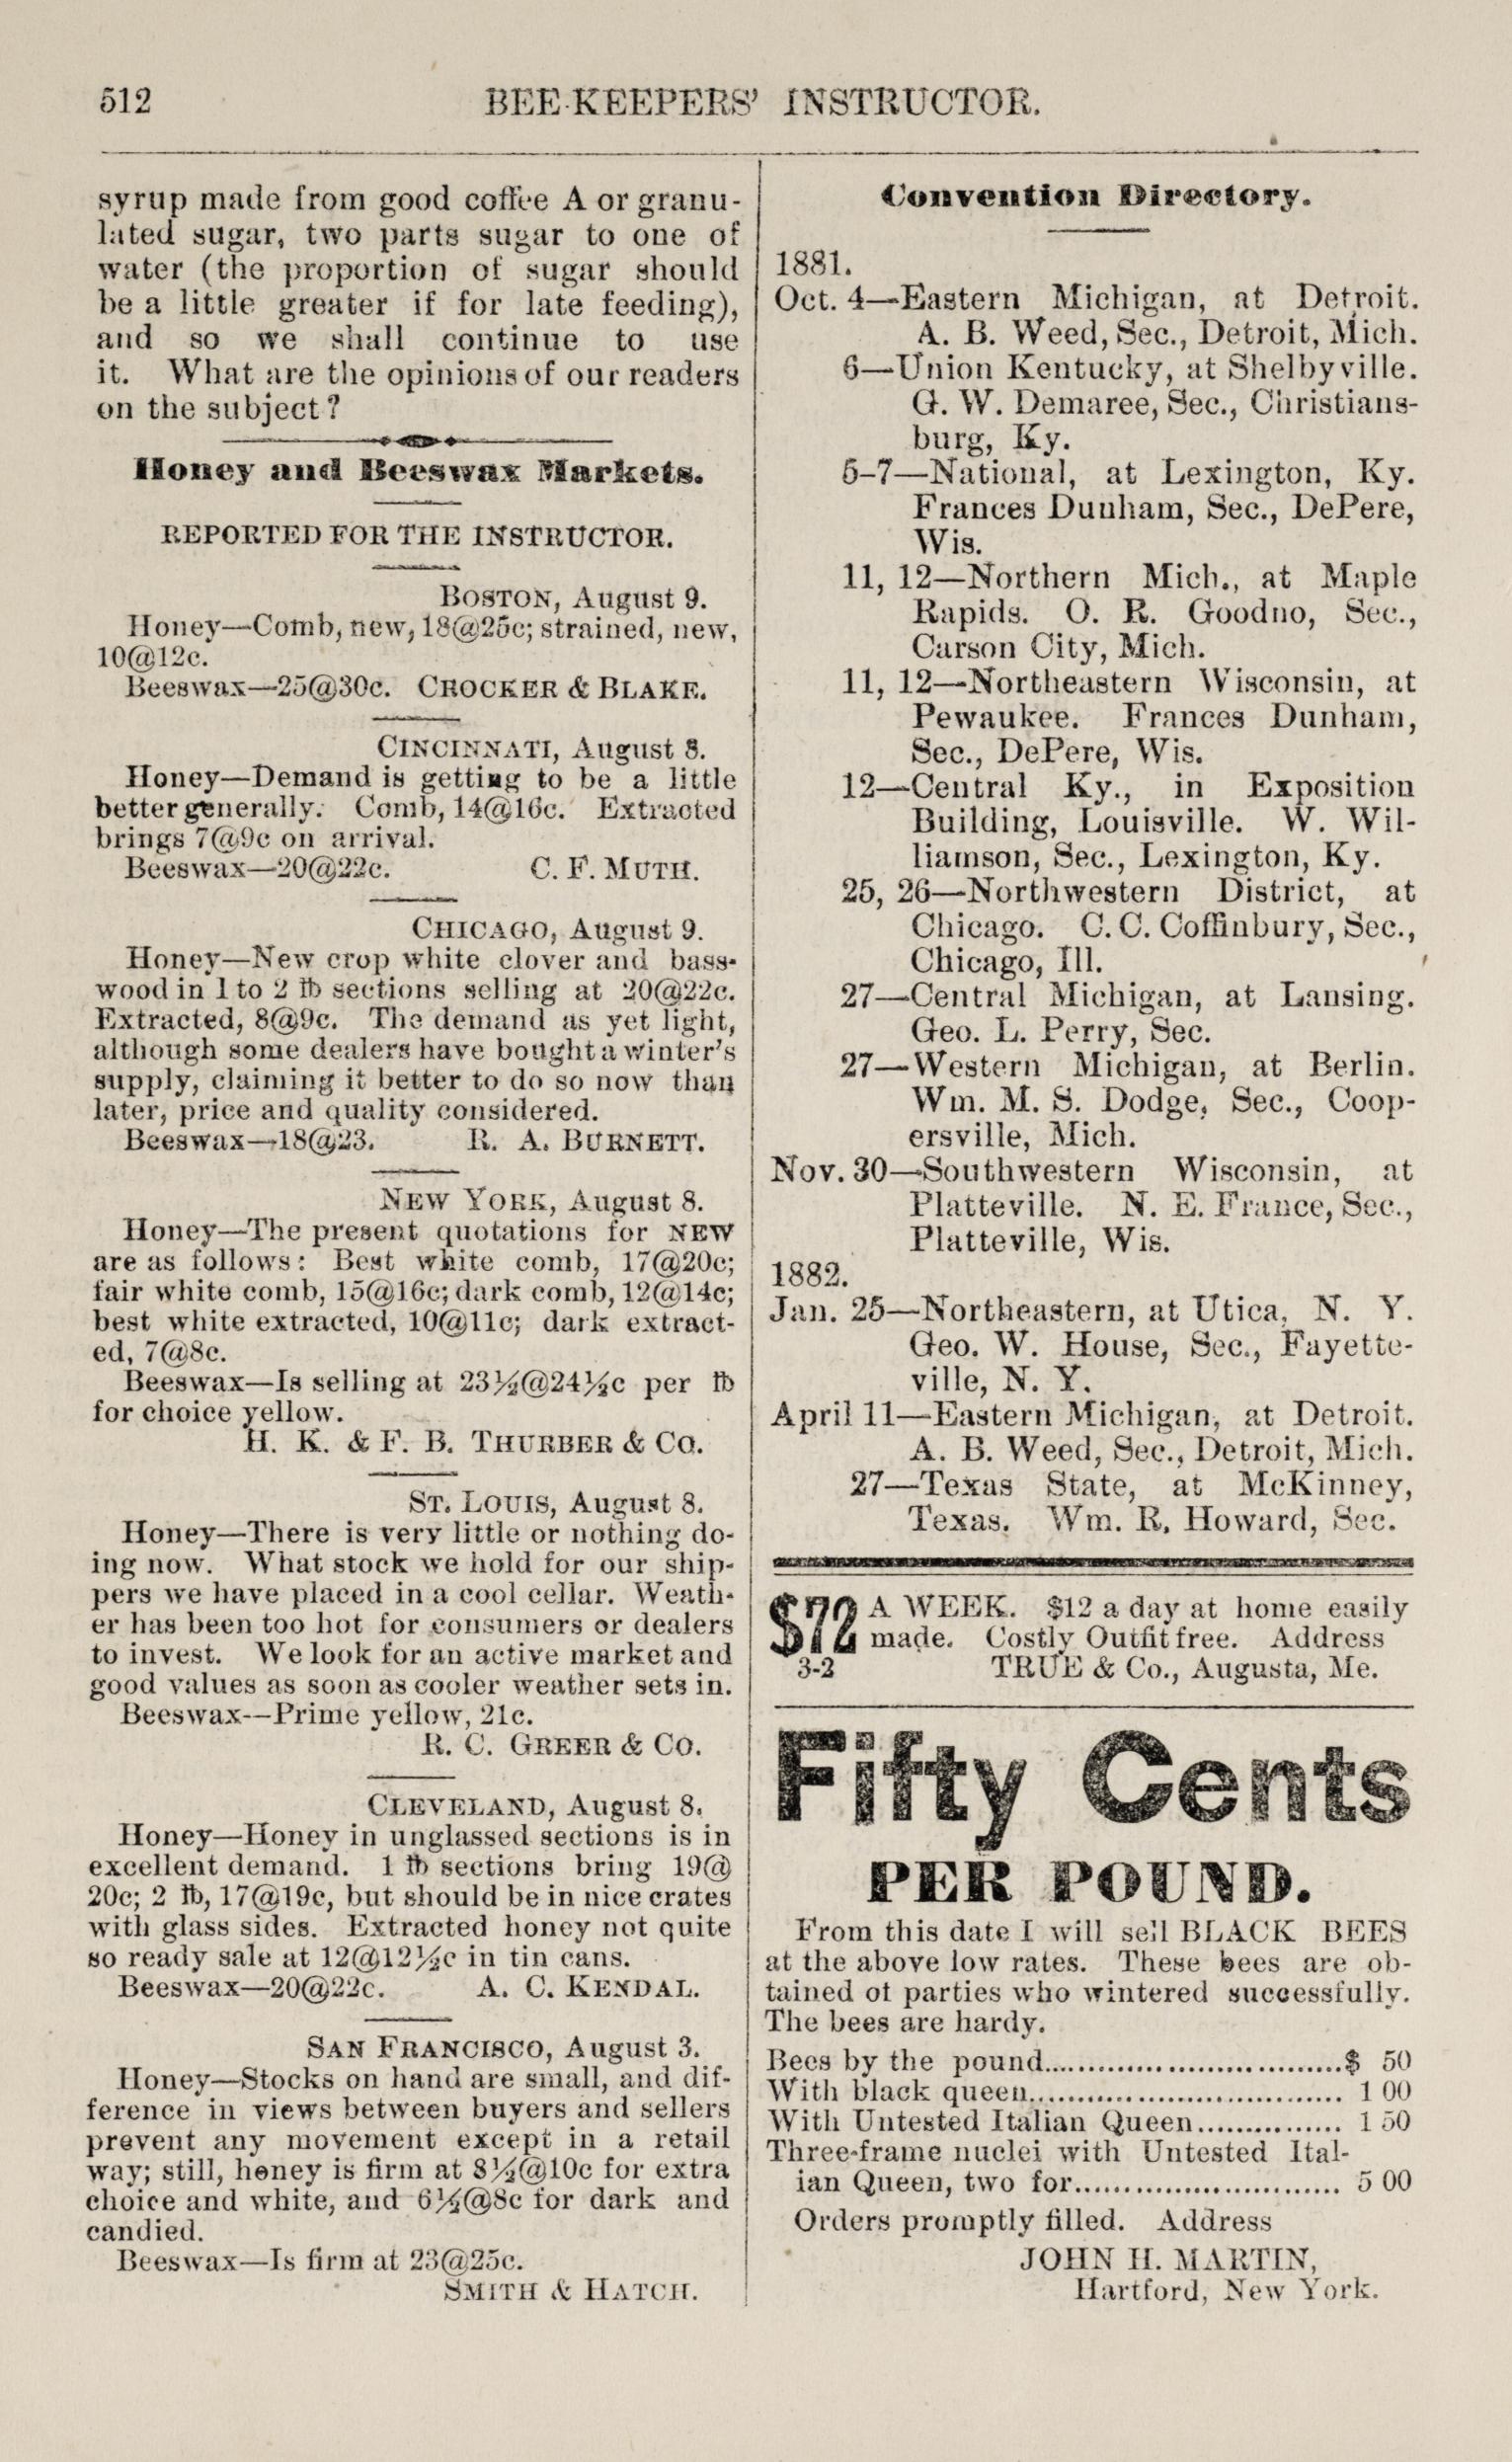 512
BEE-KEEPERS' INSTRUCTOR.
syrup made from good coffee A or granu-
lated sugar, two parts sugar to one of
water (the proportion of sugar should
be a little greater if for late feeding),
and so we shall continue to use
it. What are the opinions of our readers
on the subject?
Honey and Beeswax Markets.
REPORTED FOR THE INSTRUCTOR.
BOSTON, August 9.
Honey—Comb, new, 18@25c; strained, new,
10@12c.
Beeswax—25@30c. CROCKER & BLAKE.
CINCINNATI, August 8.
Honey—Demand is getting to be a little
better generally. Comb, 14@16c. Extracted
brings 7@9c on arrival.
Beeswax—20@22c. C. F. MUTH.
CHICAGO, August 9.
Honey—New crop white clover and bass-
wood in 1 to 2 ℔ sections selling at 20@22c.
Extracted, 8@9c. The demand as yet light,
although some dealers have bought a winter's
supply, claiming it better to do so now than
later, price and quality considered.
Beeswax—18@23. R. A. BURNETT.
NEW YORK, August 8.
Honey—The present quotations for NEW
are as follows: Best white comb, 17@20c;
fair white comb, 15@16c; dark comb, 12@14c;
best white extracted, 10@11c; dark extract-
ed, 7@8c.
Beeswax—Is selling at 23½@24½c per ℔
for choice yellow.
H. K. & F. B. THURBER & CO.
ST. LOUIS, August 8.
Honey—There is very little or nothing do-
ing now. What stock we hold for our ship-
pers we have placed in a cool cellar. Weath-
er has been too hot for consumers or dealers
to invest. We look for an active market and
good values as soon as cooler weather sets in.
Beeswax--Prime yellow, 21c.
R. C. GREER & CO.
CLEVELAND, August 8.
Honey—Honey in unglassed sections is in
excellent demand. 1 ℔ sections bring 19@
20c; 2 ℔, 17@19c, but should be in nice crates
with glass sides. Extracted honey not quite
so ready sale at 12@12½c in tin cans.
Beeswax—20@22c. A. C. KENDAL.
SAN FRANCISCO, August 3.
Honey—Stocks on hand are small, and dif-
ference in views between buyers and sellers
prevent any movement except in a retail
way; still, honey is firm at 8½@10c for extra
choice and white, and 6½@8c for dark and
candied.
Beeswax—Is firm at 23@25c.
SMITH & HATCH.
Convention Directory.
1881.
Oct. 4—Eastern Michigan, at Detroit.
A. B. Weed, Sec., Detroit, Mich.
6—Union Kentucky, at Shelbyville.
G. W. Demaree, Sec., Christians-
burg, Ky.
5-7—National, at Lexington, Ky.
Frances Dunham, Sec., DePere,
Wis.
11, 12—Northern Mich., at Maple
Rapids. O. R. Goodno, Sec.,
Carson City, Mich.
11, 12—Northeastern Wisconsin, at
Pewaukee. Frances Dunham,
Sec., DePere, Wis.
12—Central Ky., in Exposition
Building, Louisville. W. Wil-
liamson, Sec., Lexington, Ky.
25, 26—Northwestern District, at
Chicago. C. C. Coffinbury, Sec.,
Chicago, Ill.
27—Central Michigan, at Lansing.
Geo. L. Perry, Sec.
27—Western Michigan, at Berlin.
Wm. M. S. Dodge, Sec., Coop-
ersville, Mich.
Nov. 30—Southwestern Wisconsin, at
Platteville. N. E. France, Sec.,
Platteville, Wis.
1882.
Jan. 25—Northeastern, at Utica, N. Y.
Geo. W. House, Sec., Fayette-
ville, N. Y.
April 11—Eastern Michigan, at Detroit.
A. B. Weed, Sec., Detroit, Mich.
27—Texas State, at McKinney,
Texas. Wm. R. Howard, Sec.
$72 A WEEK. $12 a day at home easily
made. Costly Outfit free. Address
3-2 TRUE & Co., Augusta, Me.
Fifty Cents
PER POUND.
From this date I will sell BLACK BEES
at the above low rates. These bees are ob-
tained ot parties who wintered successfully.
The bees are hardy.
Bees by the pound..............................$ 50
With black queen................................ 1 00
With Untested Italian Queen............... 1 50
Three-frame nuclei with Untested Ital-
ian Queen, two for........................... 5 00
Orders promptly filled. Address
JOHN H. MARTIN,
Hartford, New York.